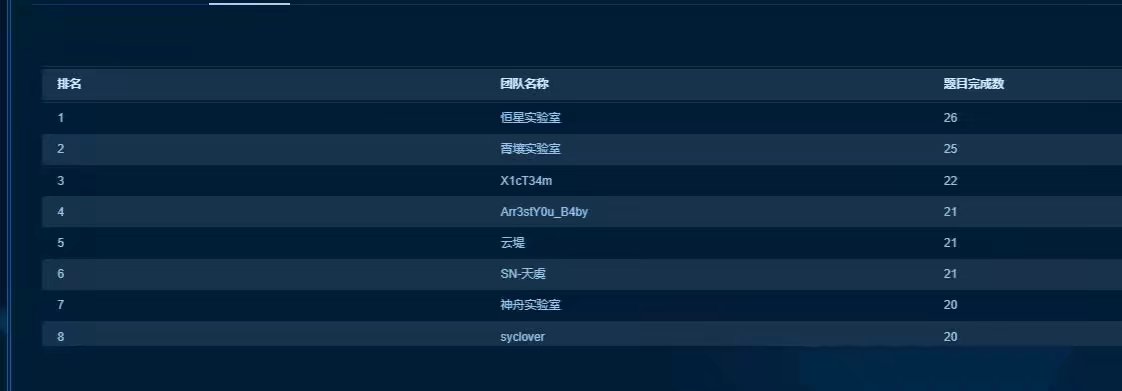 排名 团队名称 题目完成数
1 恒星实验室 26
2 霄壤实验室 25
3 X1cT34m 22
4 Arr3stY0u_B4by 21
5 云堤 21
6 SN-天虞 21
7 神舟实验室 20
8 syclover 20